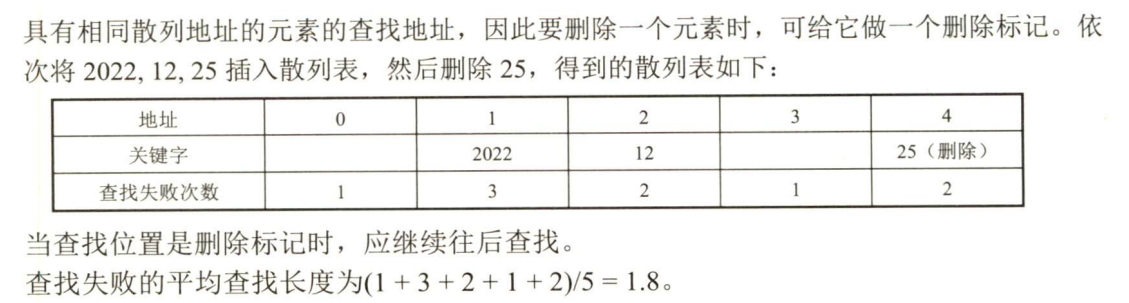 具有相同散列地址的元素的查找地址，因此要删除一个元素时，可给它做一个删除标记。依
次将 2022, 12, 25 插入散列表，然后删除 25，得到的散列表如下：
地址 0 1 2 3 4
关键字 2022 12 25（删除）
查找失败次数 1 3 2 1 2
当查找位置是删除标记时，应继续往后查找。
查找失败的平均查找长度为(1 + 3 + 2 + 1 + 2)/5 = 1.8。